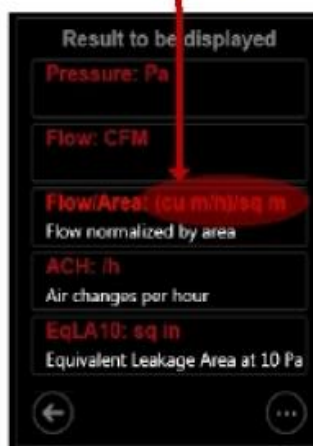 Result to be displayed
Pressure: Pa
Flow: CFM
Flow/Area: (cu m/h)/sq m
Flow normalized by area
ACH: /h
Air changes per hour
EqLA10: sq in
Equivalent Leakage Area at 10 Pa